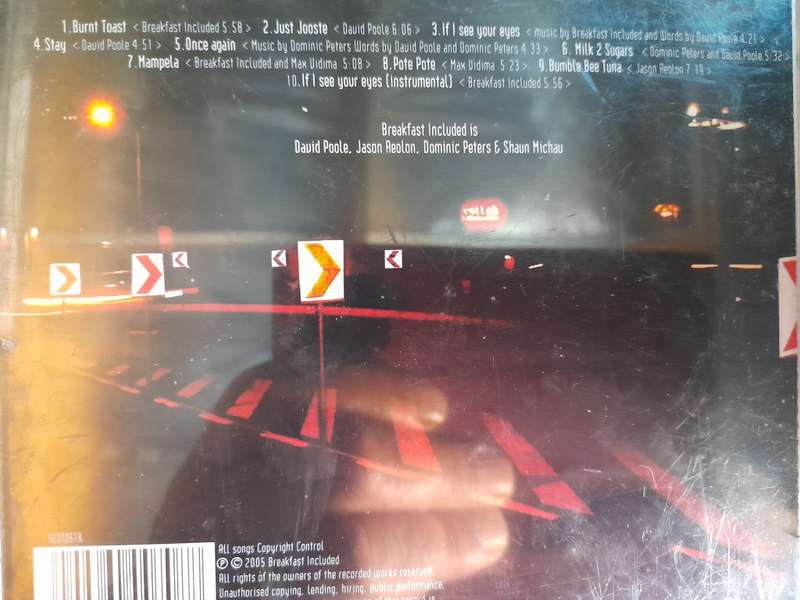 1.Burnt Toast < Breakfast Included 5 58 > 2.Just Jooste < David Poole 6 06 > 3.If I see your eyes < music by Breakfast Included and Words by David Poole 4 21 >
4.Stay < David Poole 4 51 > 5.Once again < Music by Dominic Peters Words by David Poole and Dominic Peters 4 33 > 6. Milk 2 Sugars < Dominic Peters and David Poole 5 32 >
7.Mampela < Breakfast Included and Max Vidima 5 08 > 8.Pote Pote < Max Vidima 5 23 > 9.Bumble Bee Tuna < Jason Reolon 7 19 >
10.If I see your eyes (Instrumental) < Breakfast Included 5 56 >
Breakfast Included is
David Poole, Jason Reolon, Dominic Peters & Shaun Michau
All songs Copyright Control
Ⓟ © 2005 Breakfast Included
All rights of the owners of the recorded works reserved.
Unauthorised copying, lending, hiring, public performance,